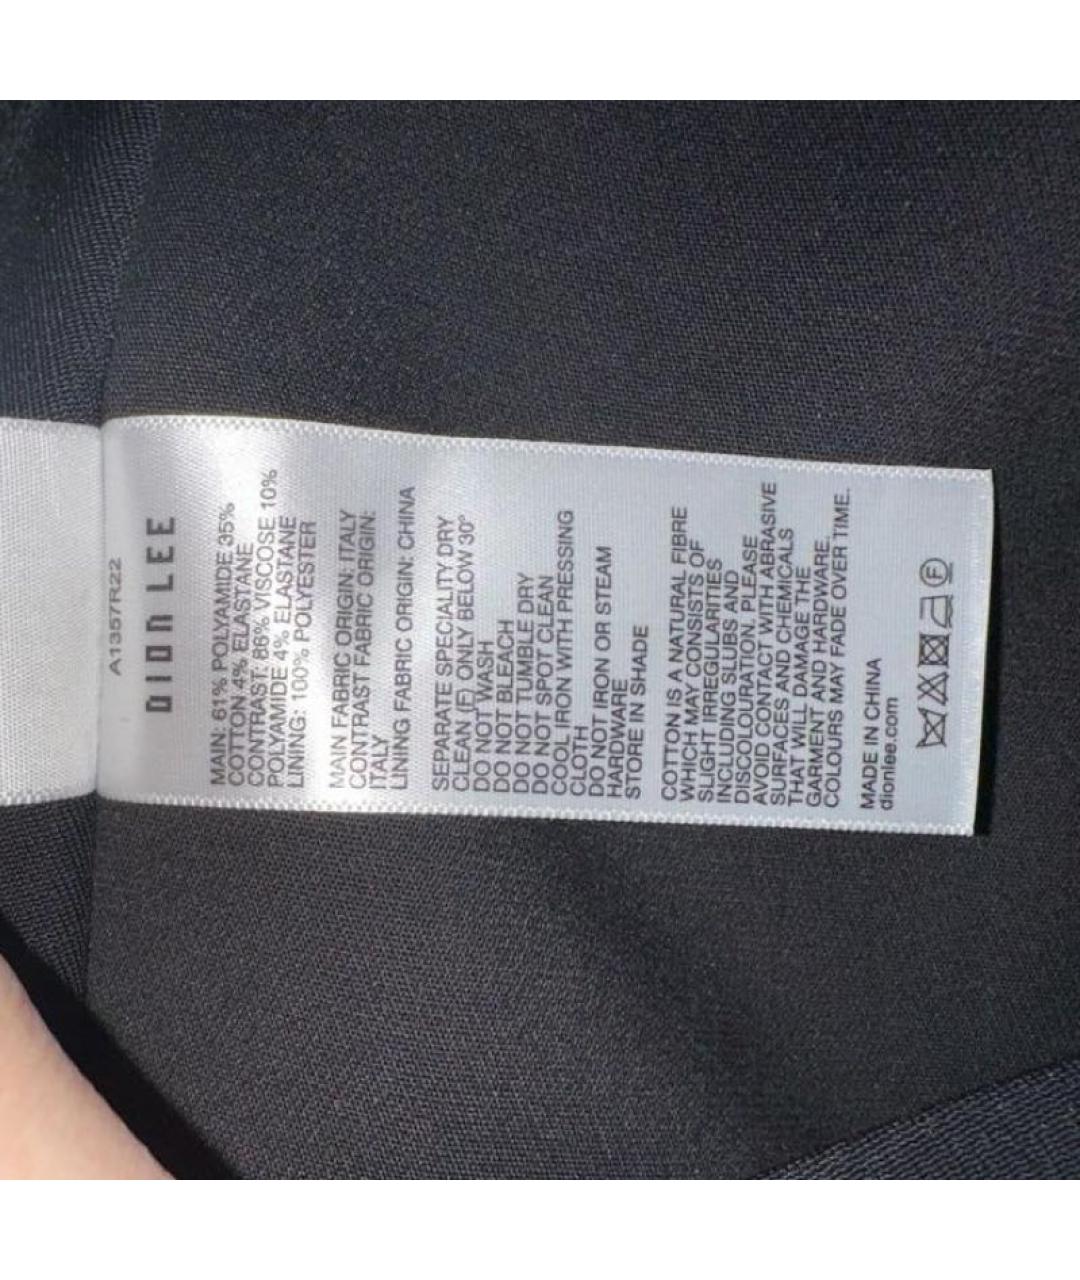 A1357R22
DION LEE
MAIN: 61% POLYAMIDE 35%
COTTON 4% ELASTANE
CONTRAST: 86% VISCOSE 10%
POLYAMIDE 4% ELASTANE
LINING: 100% POLYESTER
MAIN FABRIC ORIGIN: ITALY
CONTRAST FABRIC ORIGIN:
ITALY
LINING FABRIC ORIGIN: CHINA
SEPARATE SPECIALITY DRY
CLEAN (F) ONLY BELOW 30°
DO NOT WASH
DO NOT BLEACH
DO NOT TUMBLE DRY
DO NOT SPOT CLEAN
COOL IRON WITH PRESSING
CLOTH
DO NOT IRON OR STEAM
HARDWARE
STORE IN SHADE
COTTON IS A NATURAL FIBRE
WHICH MAY CONSISTS OF
SLIGHT IRREGULARITIES
INCLUDING SLUBS AND
DISCOLOURATION. PLEASE
AVOID CONTACT WITH ABRASIVE
SURFACES AND CHEMICALS
THAT WILL DAMAGE THE
GARMENT AND HARDWARE.
COLOURS MAY FADE OVER TIME.
MADE IN CHINA
dionlee.com
F